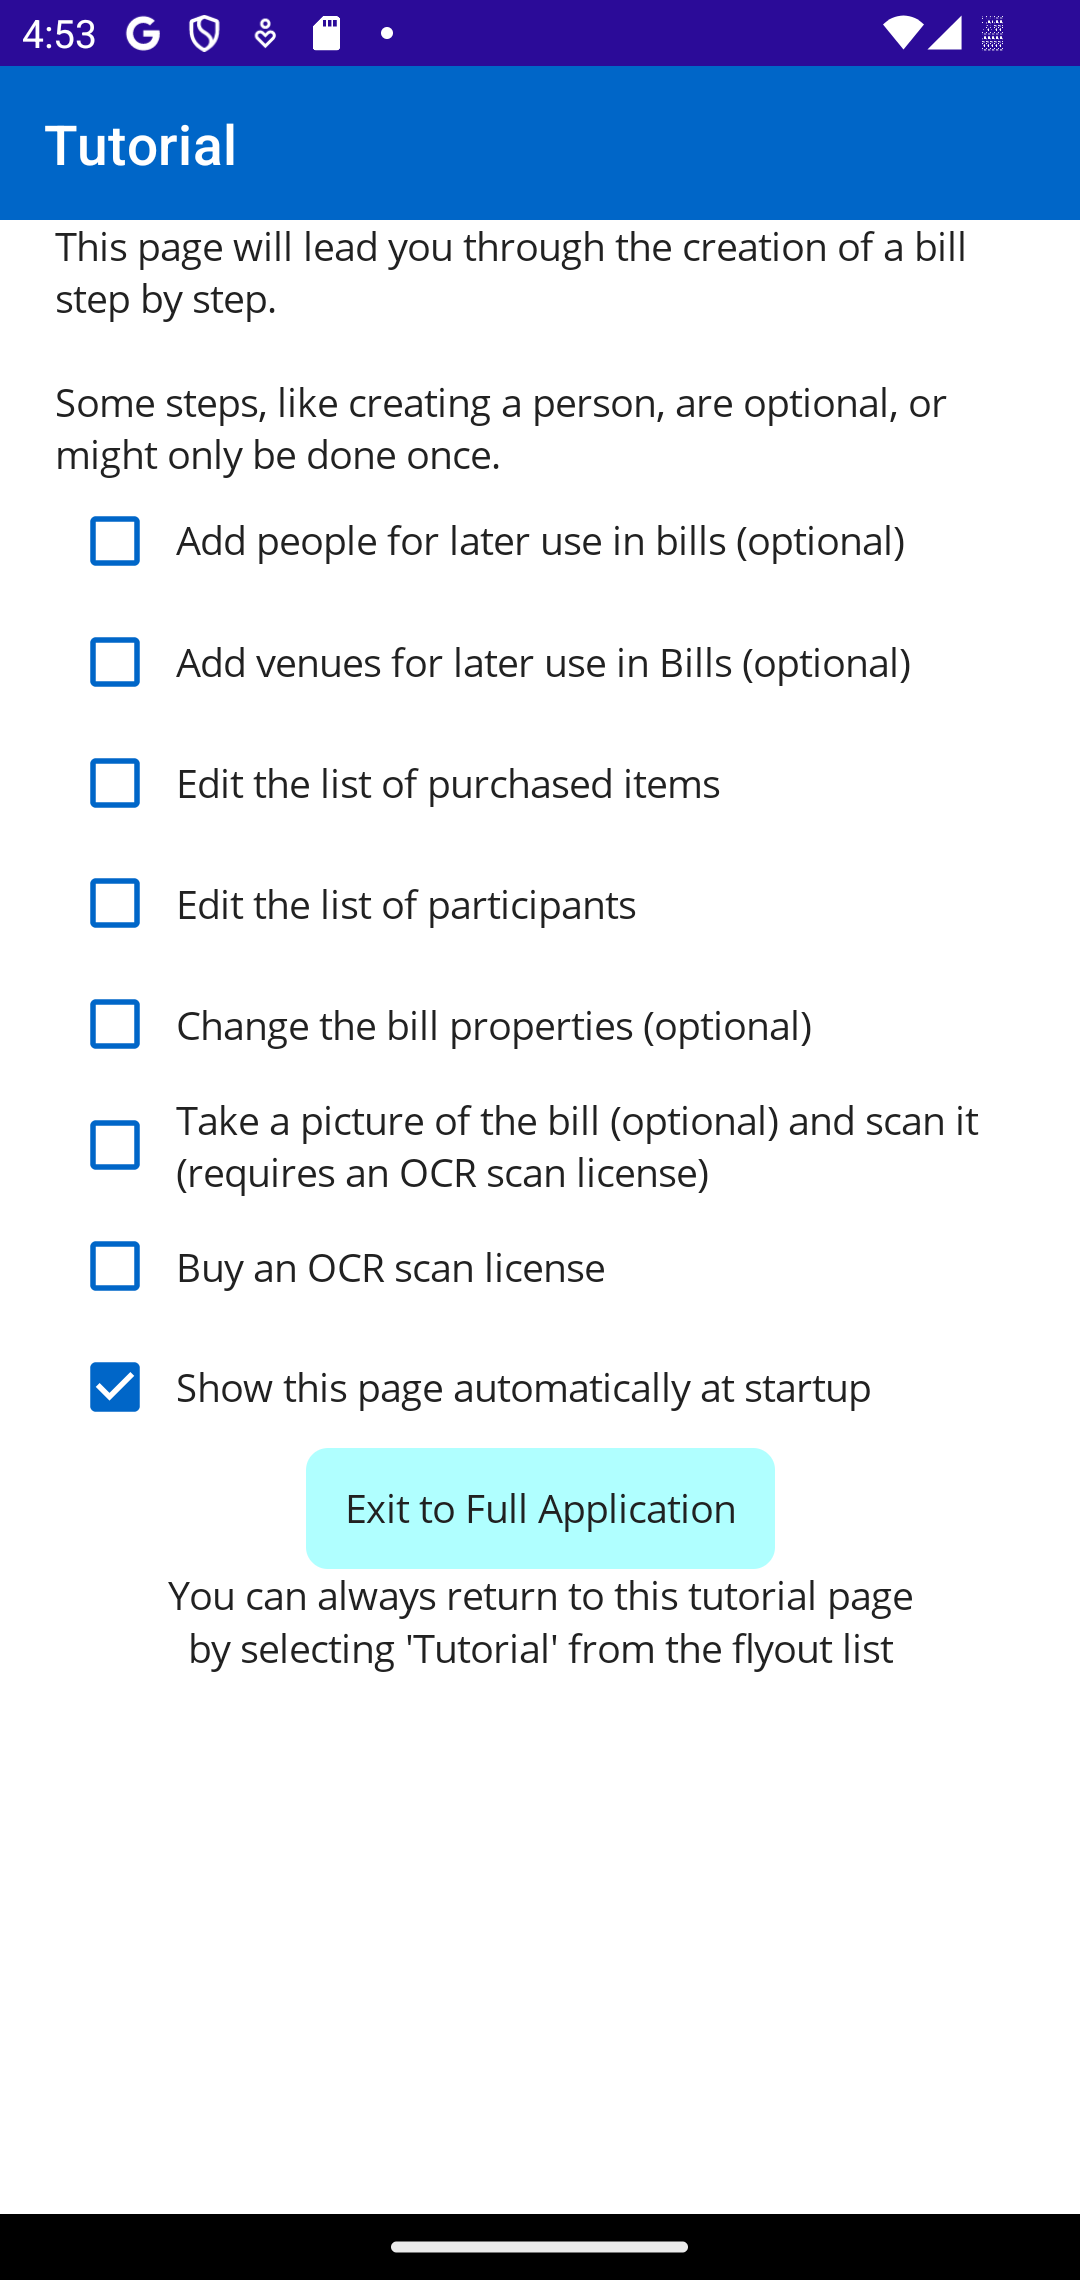 4:53
Tutorial
This page will lead you through the creation of a bill
step by step.
Some steps, like creating a person, are optional, or
might only be done once.
Add people for later use in bills (optional)
Add venues for later use in Bills (optional)
Edit the list of purchased items
Edit the list of participants
Change the bill properties (optional)
Take a picture of the bill (optional) and scan it
(requires an OCR scan license)
Buy an OCR scan license
Show this page automatically at startup
Exit to Full Application
You can always return to this tutorial page
by selecting 'Tutorial' from the flyout list